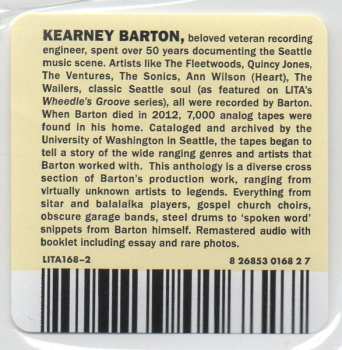 KEARNEY BARTON, beloved veteran recording
engineer, spent over 50 years documenting the Seattle
music scene. Artists like The Fleetwoods, Quincy Jones,
The Ventures, The Sonics, Ann Wilson (Heart), The
Wailers, classic Seattle soul (as featured on LITA's
Wheedle's Groove series), all were recorded by Barton.
When Barton died in 2012, 7,000 analog tapes were
found in his home. Cataloged and archived by the
University of Washington in Seattle, the tapes began to
tell a story of the wide ranging genres and artists that
Barton worked with. This anthology is a diverse cross
section of Barton's production work, ranging from
virtually unknown artists to legends. Everything from
sitar and balalaika players, gospel church choirs,
obscure garage bands, steel drums to 'spoken word'
snippets from Barton himself. Remastered audio with
booklet including essay and rare photos.
LITA168-2 8 26853 0168 2 7